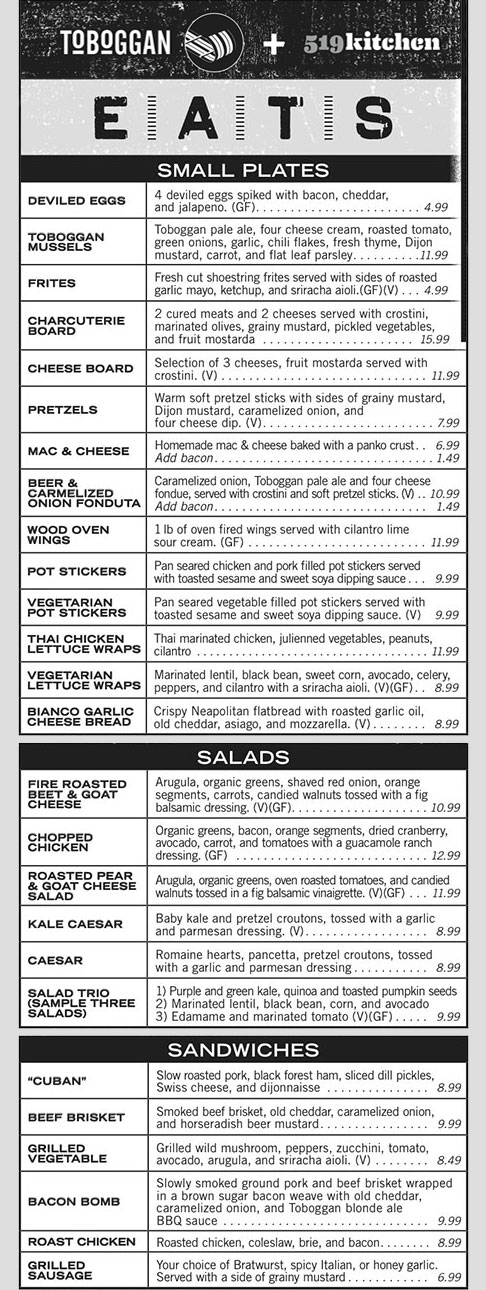 TOBOGGAN + 519kitchen
EATS
SMALL PLATES
DEVILED EGGS
4 deviled eggs spiked with bacon, cheddar,
and jalapeno. (GF). . . . . . . . . . . . . . . . . . . . . . . 4.99
TOBOGGAN
MUSSELS
Toboggan pale ale, four cheese cream, roasted tomato,
green onions, garlic, chili flakes, fresh thyme, Dijon
mustard, carrot, and flat leaf parsley. . . . . . . . . .11.99
FRITES
Fresh cut shoestring frites served with sides of roasted
garlic mayo, ketchup, and sriracha aioli.(GF)(V) . . . 4.99
CHARCUTERIE
BOARD
2 cured meats and 2 cheeses served with crostini,
marinated olives, grainy mustard, pickled vegetables,
and fruit mostarda . . . . . . . . . . . . . . . . . . . . . 15.99
CHEESE BOARD
Selection of 3 cheeses, fruit mostarda served with
crostini. (V) . . . . . . . . . . . . . . . . . . . . . . . . . . . . . 11.99
PRETZELS
Warm soft pretzel sticks with sides of grainy mustard,
Dijon mustard, caramelized onion, and
four cheese dip. (V). . . . . . . . . . . . . . . . . . . . . . . . 7.99
MAC & CHEESE
Homemade mac & cheese baked with a panko crust. . 6.99
Add bacon. . . . . . . . . . . . . . . . . . . . . . . . . . . . . . 1.49
BEER &
CARMELIZED
ONION FONDUTA
Caramelized onion, Toboggan pale ale and four cheese
fondue, served with crostini and soft pretzel sticks. (V) . . 10.99
Add bacon. . . . . . . . . . . . . . . . . . . . . . . . . . . . . . 1.49
WOOD OVEN
WINGS
1 lb of oven fired wings served with cilantro lime
sour cream. (GF) . . . . . . . . . . . . . . . . . . . . . . . . . 11.99
POT STICKERS
Pan seared chicken and pork filled pot stickers served
with toasted sesame and sweet soya dipping sauce . . . 9.99
VEGETARIAN
POT STICKERS
Pan seared vegetable filled pot stickers served with
toasted sesame and sweet soya dipping sauce. (V) 9.99
THAI CHICKEN
LETTUCE WRAPS
Thai marinated chicken, julienned vegetables, peanuts,
cilantro . . . . . . . . . . . . . . . . . . . . . . . . . . . . . . . . 11.99
VEGETARIAN
LETTUCE WRAPS
Marinated lentil, black bean, sweet corn, avocado, celery,
peppers, and cilantro with a sriracha aioli. (V)(GF). . 8.99
BIANCO GARLIC
CHEESE BREAD
Crispy Neapolitan flatbread with roasted garlic oil,
old cheddar, asiago, and mozzarella. (V) . . . . . . . . 8.99
SALADS
FIRE ROASTED
BEET & GOAT
CHEESE
Arugula, organic greens, shaved red onion, orange
segments, carrots, candied walnuts tossed with a fig
balsamic dressing. (V)(GF). . . . . . . . . . . . . . . . . . . 10.99
CHOPPED
CHICKEN
Organic greens, bacon, orange segments, dried cranberry,
avocado, carrot, and tomatoes with a guacamole ranch
dressing. (GF) . . . . . . . . . . . . . . . . . . . . . . . . . . . 12.99
ROASTED PEAR
& GOAT CHEESE
SALAD
Arugula, organic greens, oven roasted tomatoes, and candied
walnuts tossed in a fig balsamic vinaigrette. (V)(GF) . . . 11.99
KALE CAESAR
Baby kale and pretzel croutons, tossed with a garlic
and parmesan dressing. (V). . . . . . . . . . . . . . . . . . 8.99
CAESAR
Romaine hearts, pancetta, pretzel croutons, tossed
with a garlic and parmesan dressing . . . . . . . . . . . 8.99
SALAD TRIO
(SAMPLE THREE
SALADS)
1) Purple and green kale, quinoa and toasted pumpkin seeds
2) Marinated lentil, black bean, corn, and avocado
3) Edamame and marinated tomato (V)(GF) . . . . . 9.99
SANDWICHES
"CUBAN"
Slow roasted pork, black forest ham, sliced dill pickles,
Swiss cheese, and dijonnaisse . . . . . . . . . . . . . . . 8.99
BEEF BRISKET
Smoked beef brisket, old cheddar, caramelized onion,
and horseradish beer mustard. . . . . . . . . . . . . . . . 9.99
GRILLED
VEGETABLE
Grilled wild mushroom, peppers, zucchini, tomato,
avocado, arugula, and sriracha aioli. (V) . . . . . . . . 8.49
BACON BOMB
Slowly smoked ground pork and beef brisket wrapped
in a brown sugar bacon weave with old cheddar,
caramelized onion, and Toboggan blonde ale
BBQ sauce . . . . . . . . . . . . . . . . . . . . . . . . . . . . . 9.99
ROAST CHICKEN
Roasted chicken, coleslaw, brie, and bacon. . . . . . . . 8.99
GRILLED
SAUSAGE
Your choice of Bratwurst, spicy Italian, or honey garlic.
Served with a side of grainy mustard . . . . . . . . . . . . 6.99